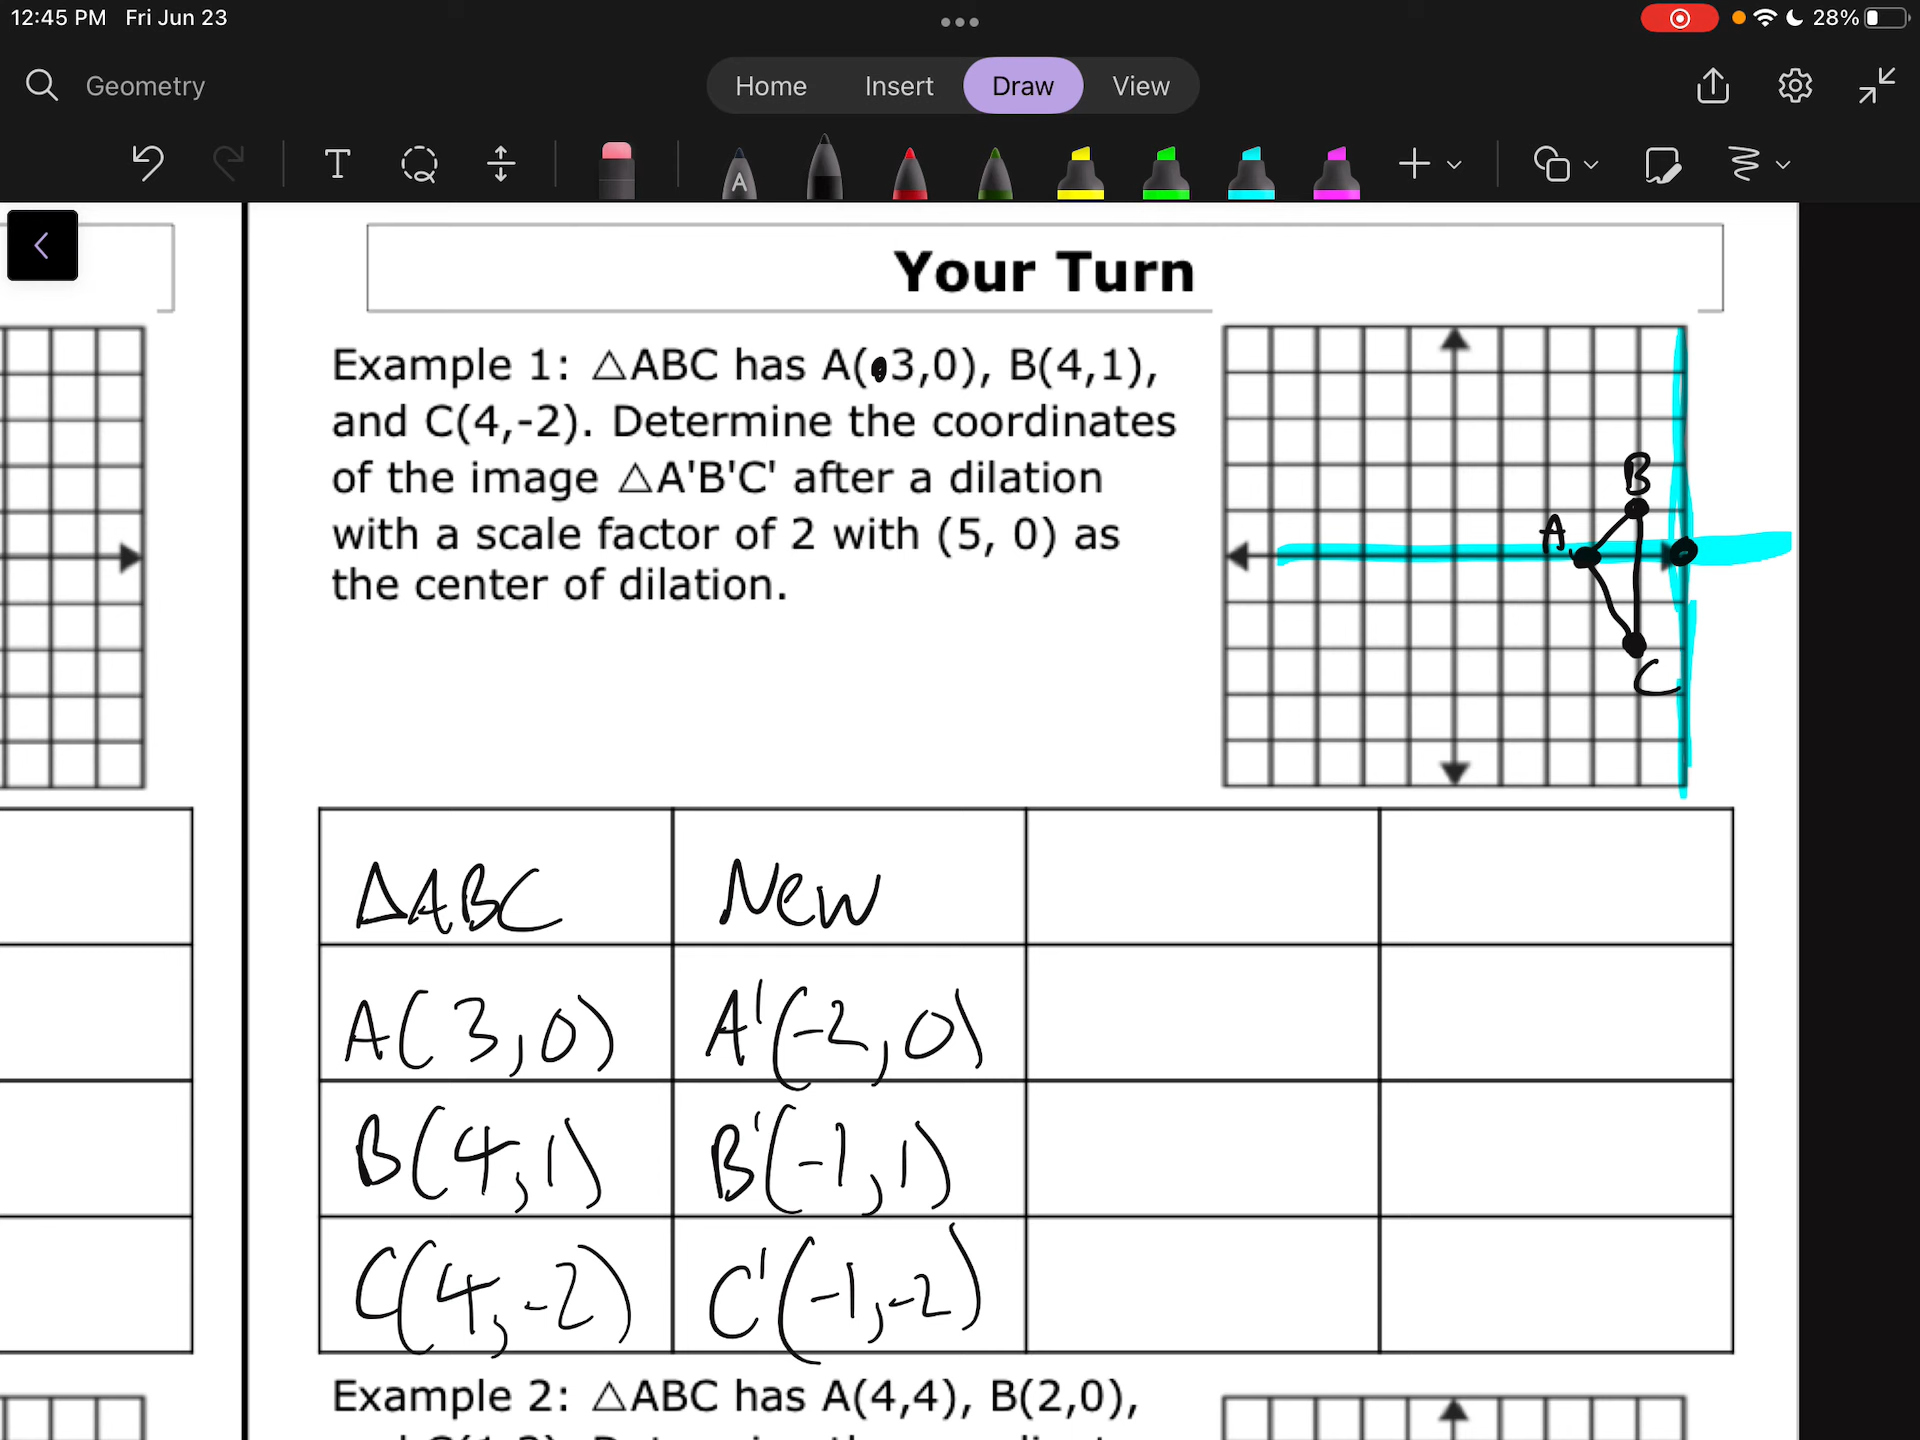 12:45 PM Fri Jun 23
28%
Geometry
Home Insert Draw View
T
A
Your Turn
Example 1: △ABC has A(3,0), B(4,1),
and C(4,-2). Determine the coordinates
of the image △A'B'C' after a dilation
with a scale factor of 2 with (5, 0) as
the center of dilation.
B
A
C
△ABC New
A(3,0) A'(-2,0)
B(4,1) B'(-1,1)
C(4,-2) C'(-1,-2)
Example 2: △ABC has A(4,4), B(2,0),